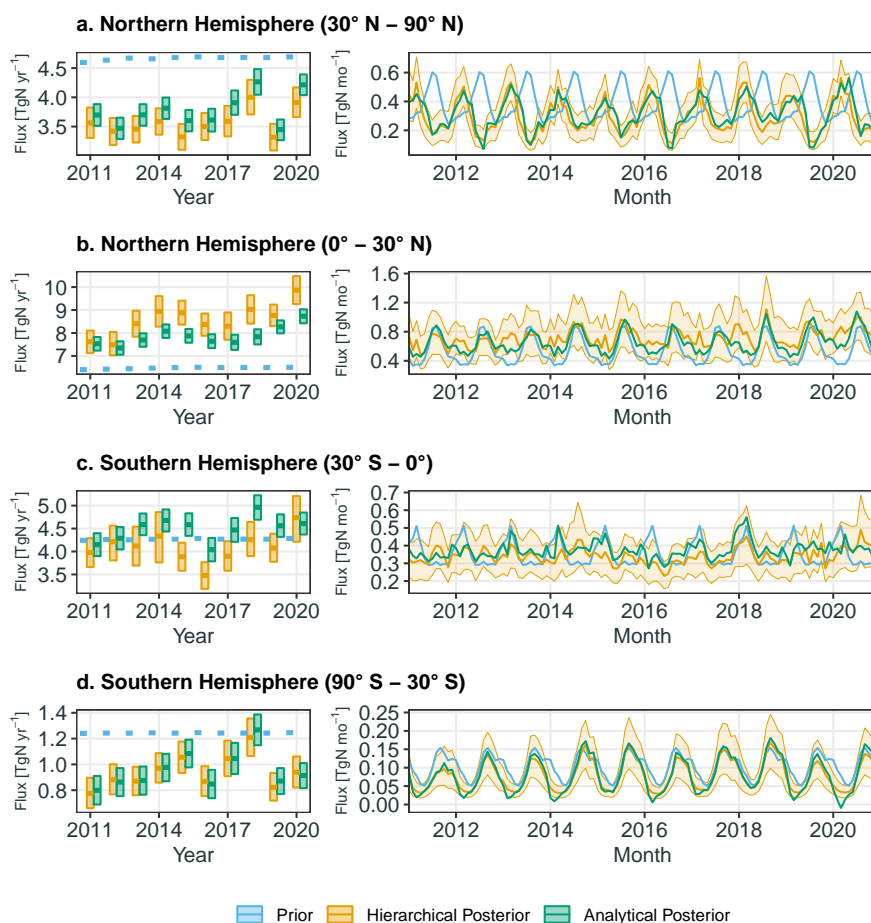 a. Northern Hemisphere (30° N − 90° N)
Flux [TgN yr⁻¹]
4.5
4.0
3.5
2011 2014 2017 2020
Year
Flux [TgN mo⁻¹]
0.6
0.4
0.2
2012 2014 2016 2018 2020
Month
b. Northern Hemisphere (0° − 30° N)
Flux [TgN yr⁻¹]
10
9
8
7
2011 2014 2017 2020
Year
Flux [TgN mo⁻¹]
1.6
1.2
0.8
0.4
2012 2014 2016 2018 2020
Month
c. Southern Hemisphere (30° S − 0°)
Flux [TgN yr⁻¹]
5.0
4.5
4.0
3.5
2011 2014 2017 2020
Year
Flux [TgN mo⁻¹]
0.7
0.6
0.5
0.4
0.3
0.2
2012 2014 2016 2018 2020
Month
d. Southern Hemisphere (90° S − 30° S)
Flux [TgN yr⁻¹]
1.4
1.2
1.0
0.8
2011 2014 2017 2020
Year
Flux [TgN mo⁻¹]
0.25
0.20
0.15
0.10
0.05
0.00
2012 2014 2016 2018 2020
Month
Prior Hierarchical Posterior Analytical Posterior